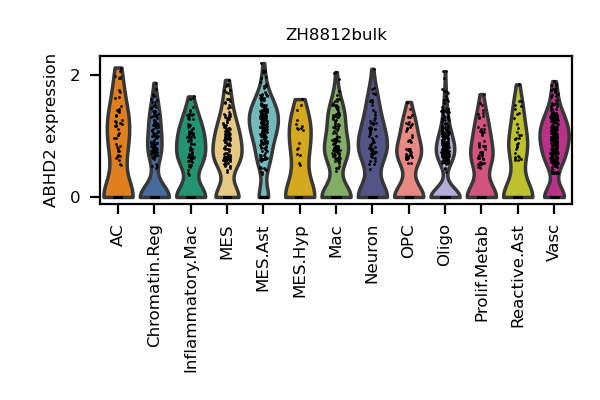 ZH8812bulk
ABHD2 expression
2
0
AC
Chromatin.Reg
Inflammatory.Mac
MES
MES.Ast
MES.Hyp
Mac
Neuron
OPC
Oligo
Prolif.Metab
Reactive.Ast
Vasc